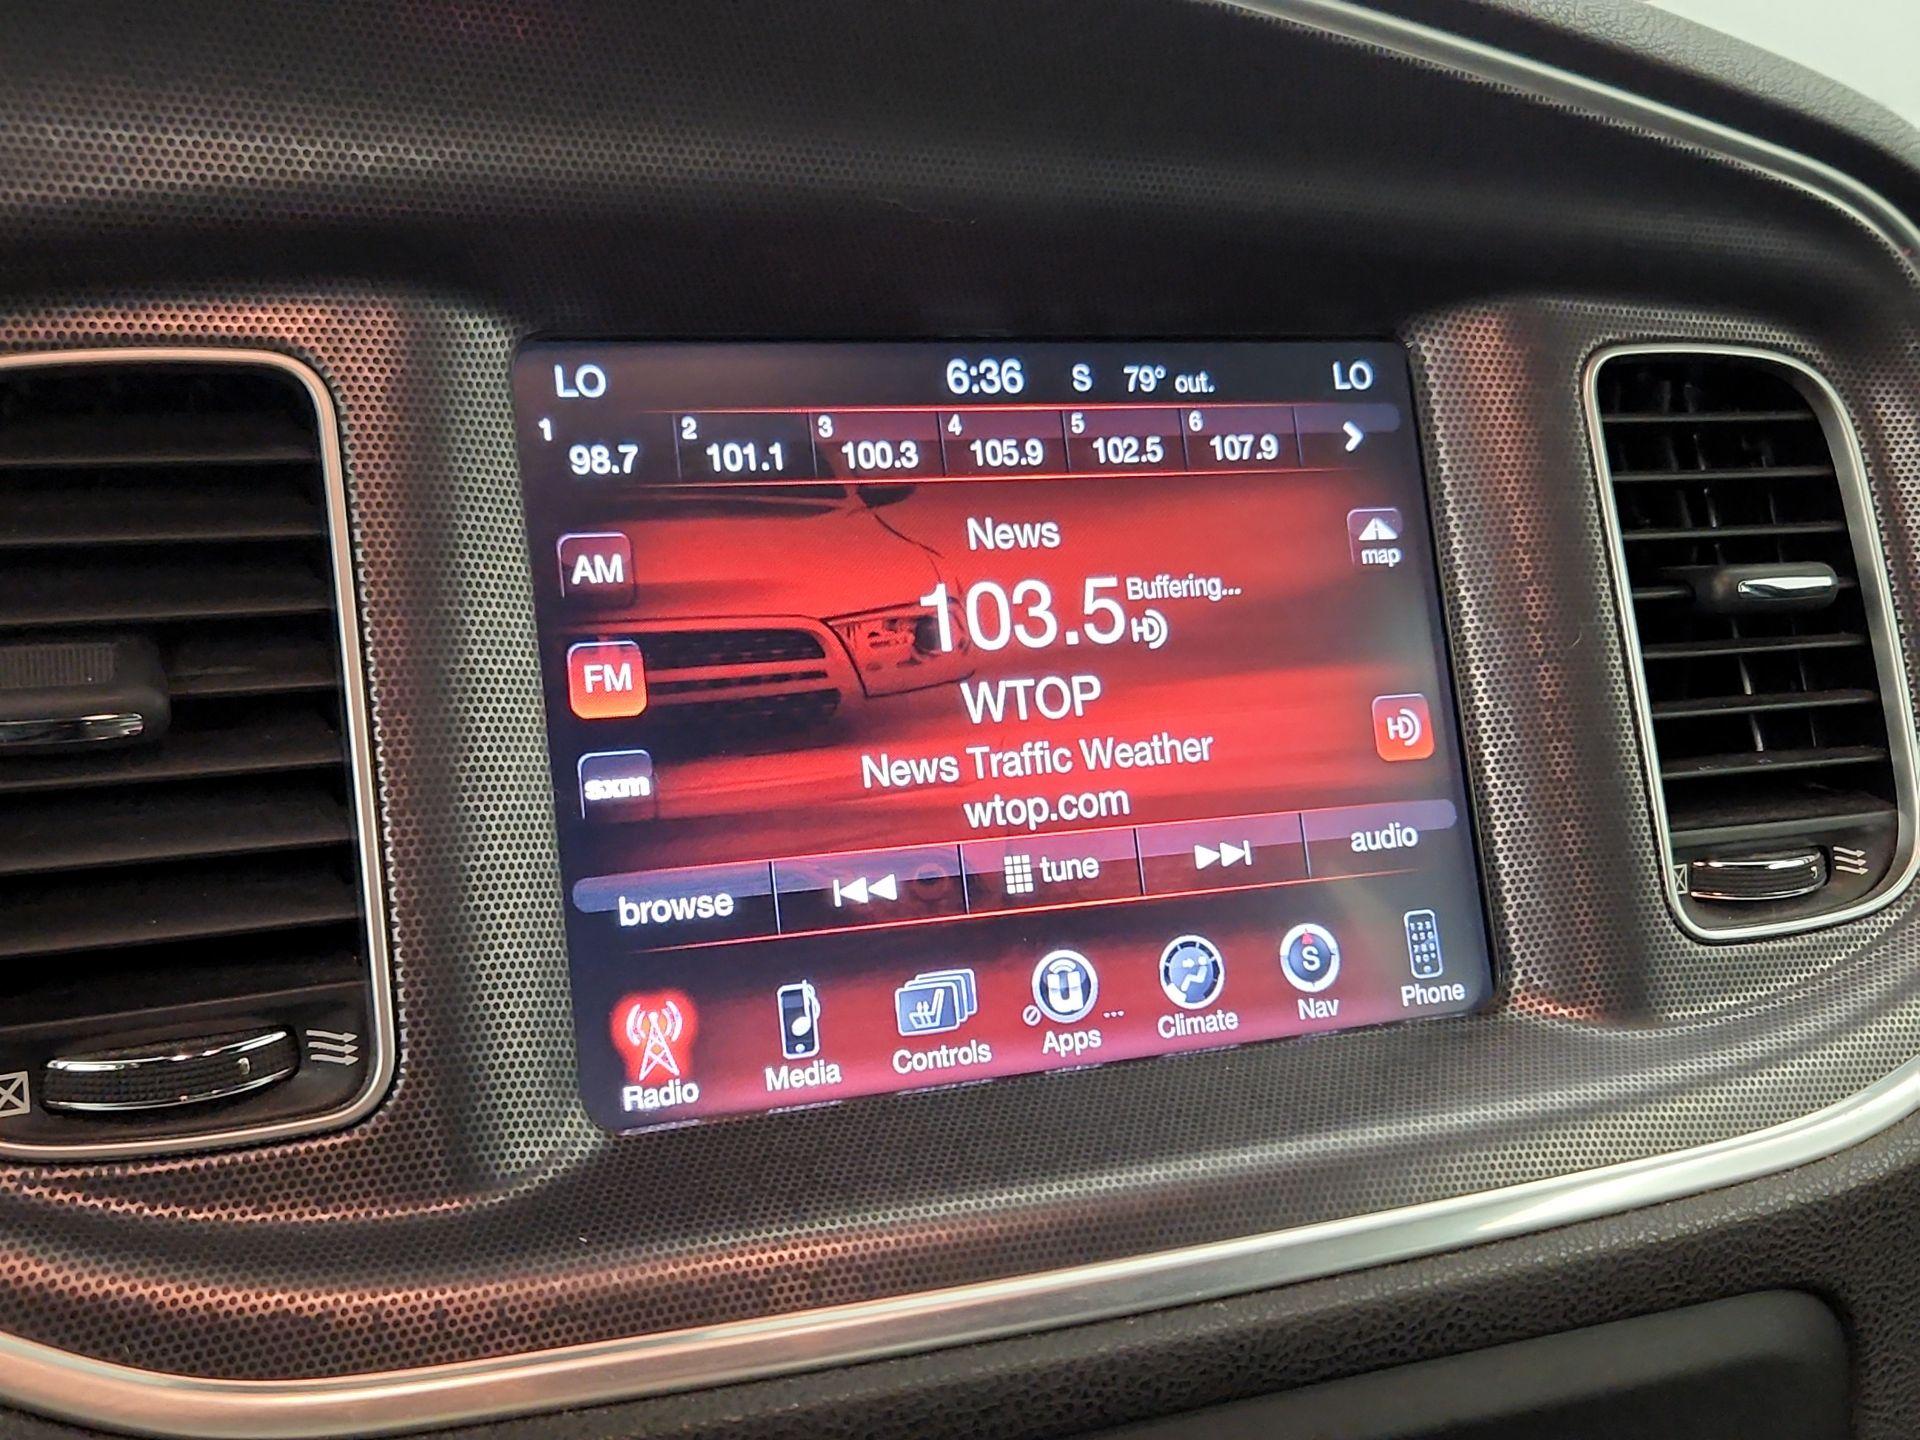 LO 6:36 S 79° out. LO
1 98.7 2 101.1 3 100.3 4 105.9 5 102.5 6 107.9
News
AM
map
103.5 Buffering...
HD
FM
WTOP
HD
News Traffic Weather
sxm
wtop.com
browse tune audio
S
Radio Media Controls Apps ... Climate Nav Phone